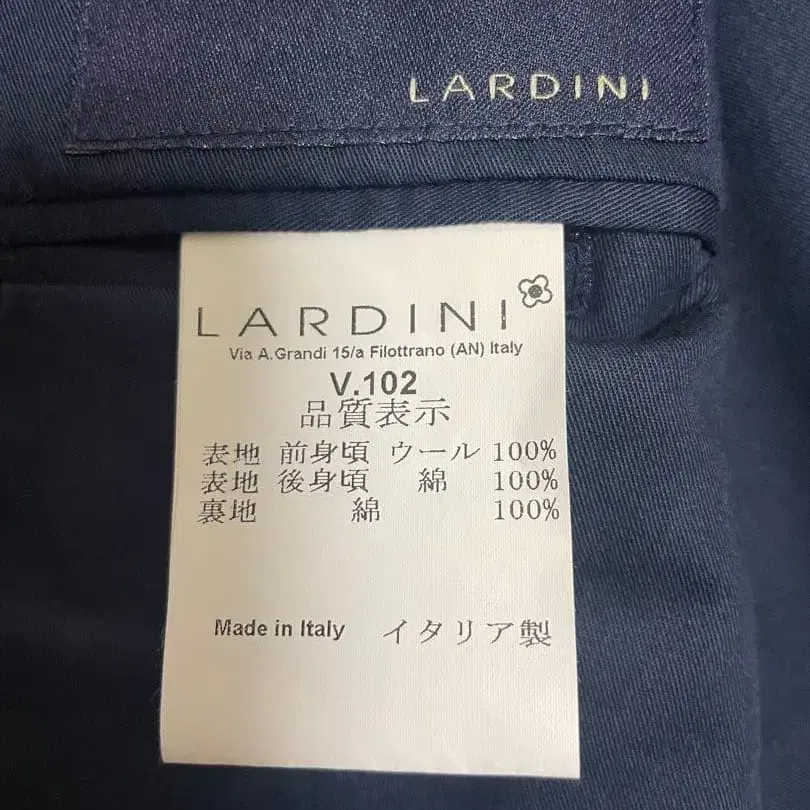 LARDINI
LARDINI
Via A.Grandi 15/a Filottrano (AN) Italy
V.102
品質表示
表地 前身頃 ウール 100%
表地 後身頃 綿 100%
裏地 綿 100%
Made in Italy イタリア製